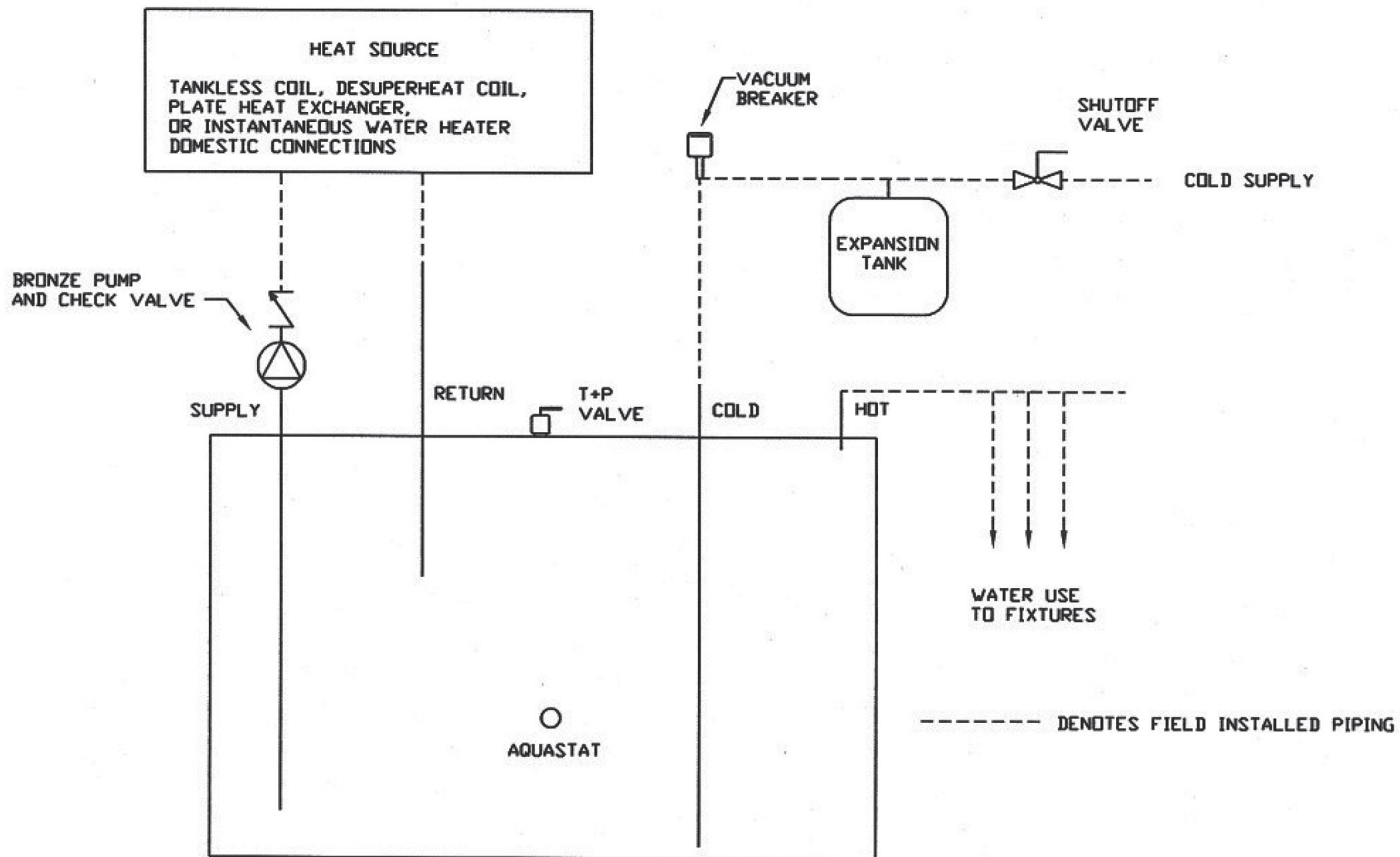 HEAT SOURCE
TANKLESS COIL, DESUPERHEAT COIL,
PLATE HEAT EXCHANGER,
OR INSTANTANEOUS WATER HEATER
DOMESTIC CONNECTIONS
VACUUM
BREAKER
SHUTOFF
VALVE
COLD SUPPLY
EXPANSION
TANK
BRONZE PUMP
AND CHECK VALVE
SUPPLY
RETURN
T+P
VALVE
COLD
HOT
WATER USE
TO FIXTURES
AQUASTAT
DENOTES FIELD INSTALLED PIPING